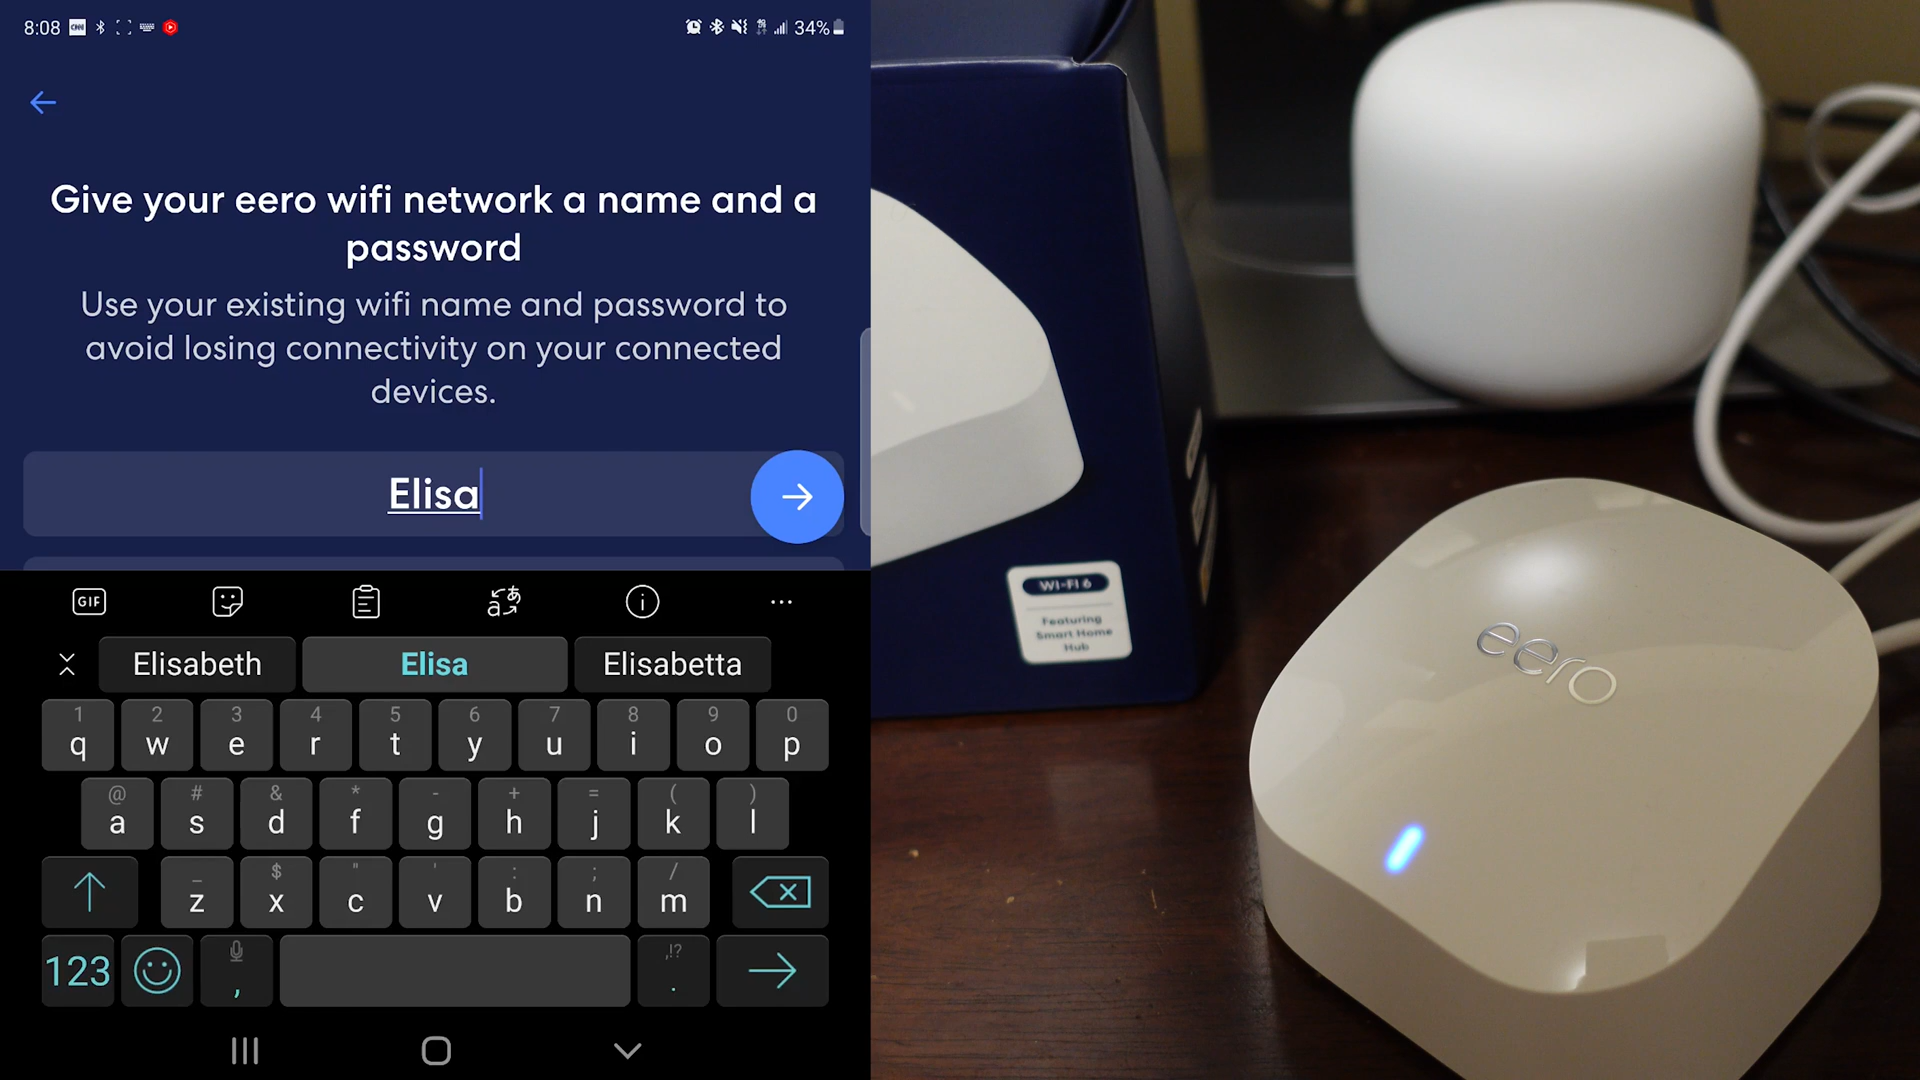 8:08
34%
Give your eero wifi network a name and a
password
Use your existing wifi name and password to
avoid losing connectivity on your connected
devices.
Elisa
GIF
Elisabeth
Elisa
Elisabetta
1 2 3 4 5 6 7 8 9 0
q w e r t y u i o p
@ # & * - + = ( )
a s d f g h j k l
_ $ " ' : ; /
z x c v b n m
,!?
123 , .
WI-FI 6
Featuring
Smart Home
Hub
eero